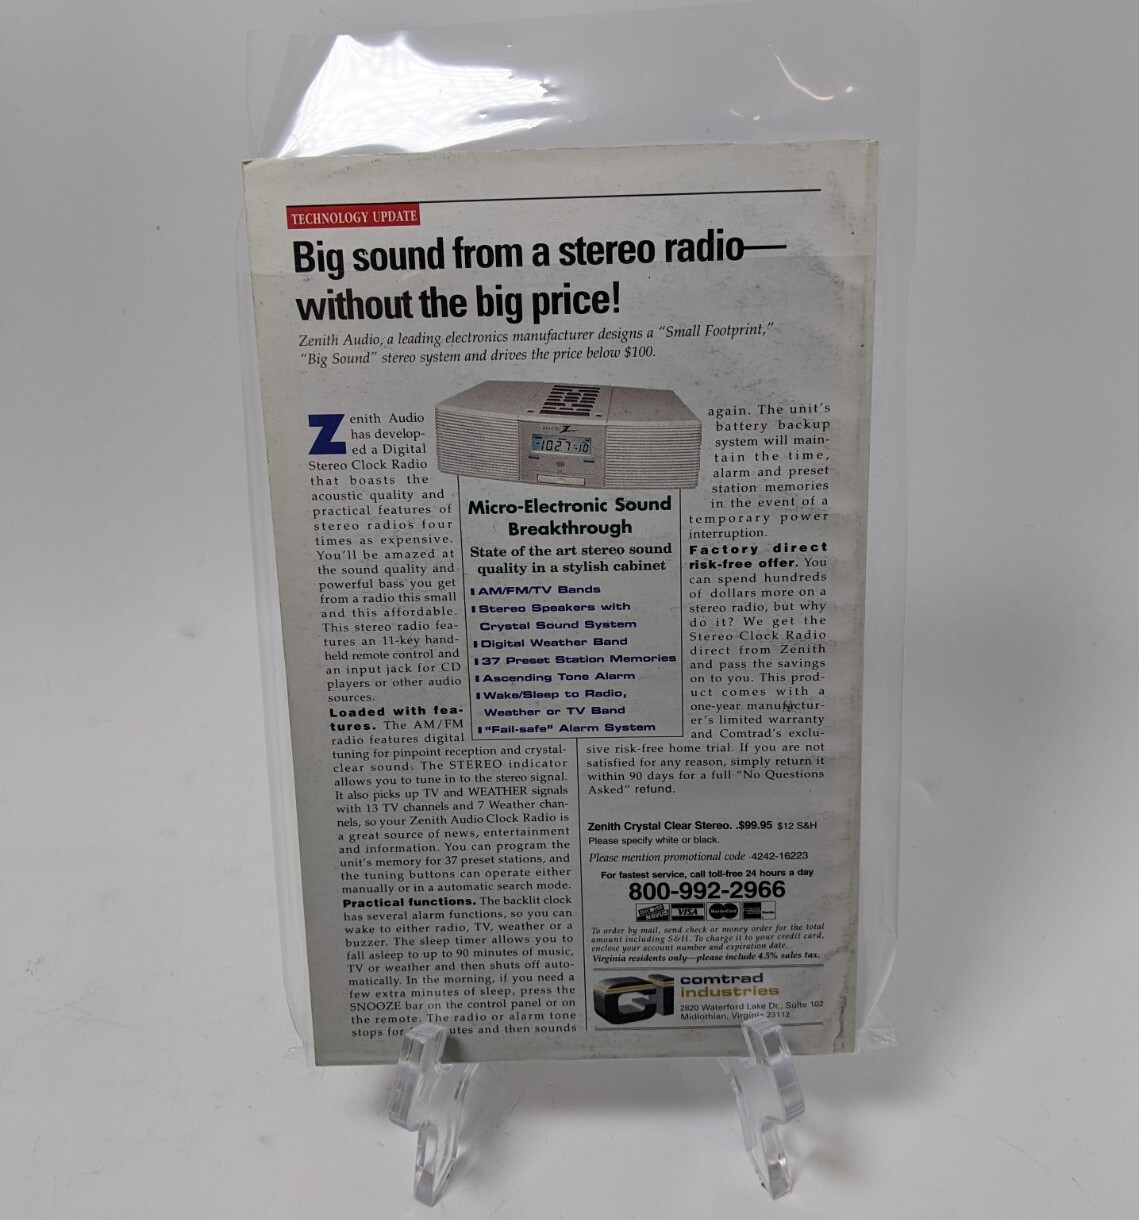 TECHNOLOGY UPDATE
Big sound from a stereo radio—
without the big price!
Zenith Audio, a leading electronics manufacturer designs a “Small Footprint,”
“Big Sound” stereo system and drives the price below $100.
Zenith Audio
has develop-
ed a Digital
Stereo Clock Radio
that boasts the
acoustic quality and
practical features of
stereo radios four
times as expensive.
You’ll be amazed at
the sound quality and
powerful bass you get
from a radio this small
and this affordable.
This stereo radio fea-
tures an 11-key hand-
held remote control and
an input jack for CD
players or other audio
sources.
Loaded with fea-
tures. The AM/FM
radio features digital
tuning for pinpoint reception and crystal-
clear sound. The STEREO indicator
allows you to tune in to the stereo signal.
It also picks up TV and WEATHER signals
with 13 TV channels and 7 Weather chan-
nels, so your Zenith Audio Clock Radio is
a great source of news, entertainment
and information. You can program the
unit’s memory for 37 preset stations, and
the tuning buttons can operate either
manually or in a automatic search mode.
Practical functions. The backlit clock
has several alarm functions, so you can
wake to either radio, TV, weather or a
buzzer. The sleep timer allows you to
fall asleep to up to 90 minutes of music,
TV or weather and then shuts off auto-
matically. In the morning, if you need a
few extra minutes of sleep, press the
SNOOZE bar on the control panel or on
the remote. The radio or alarm tone
stops for utes and then sounds
102.7
Micro-Electronic Sound
Breakthrough
State of the art stereo sound
quality in a stylish cabinet
AM/FM/TV Bands
Stereo Speakers with
Crystal Sound System
Digital Weather Band
37 Preset Station Memories
Ascending Tone Alarm
Wake/Sleep to Radio,
Weather or TV Band
“Fail-safe” Alarm System
again. The unit’s
battery backup
system will main-
tain the time,
alarm and preset
station memories
in the event of a
temporary power
interruption.
Factory direct
risk-free offer. You
can spend hundreds
of dollars more on a
stereo radio, but why
do it? We get the
Stereo Clock Radio
direct from Zenith
and pass the savings
on to you. This prod-
uct comes with a
one-year manufactur-
er’s limited warranty
and Comtrad’s exclu-
sive risk-free home trial. If you are not
satisfied for any reason, simply return it
within 90 days for a full “No Questions
Asked” refund.
Zenith Crystal Clear Stereo. .$99.95 $12 S&H
Please specify white or black.
Please mention promotional code 4242-16223
For fastest service, call toll-free 24 hours a day
800-992-2966
VISA
MasterCard
To order by mail, send check or money order for the total
amount including S&H. To charge it to your credit card,
enclose your account number and expiration date.
Virginia residents only—please include 4.5% sales tax.
comtrad
industries
2820 Waterford Lake Dr., Suite 102
Midlothian, Virginia 23112